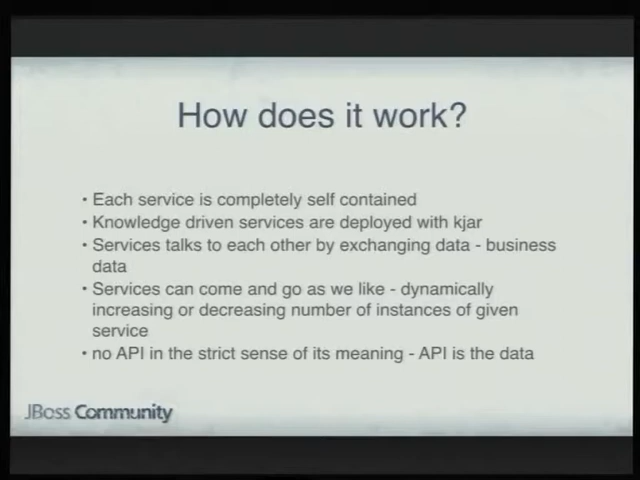 How does it work?
• Each service is completely self contained
• Knowledge driven services are deployed with kjar
• Services talks to each other by exchanging data - business
data
• Services can come and go as we like - dynamically
increasing or decreasing number of instances of given
service
• no API in the strict sense of its meaning - API is the data
JBoss Community